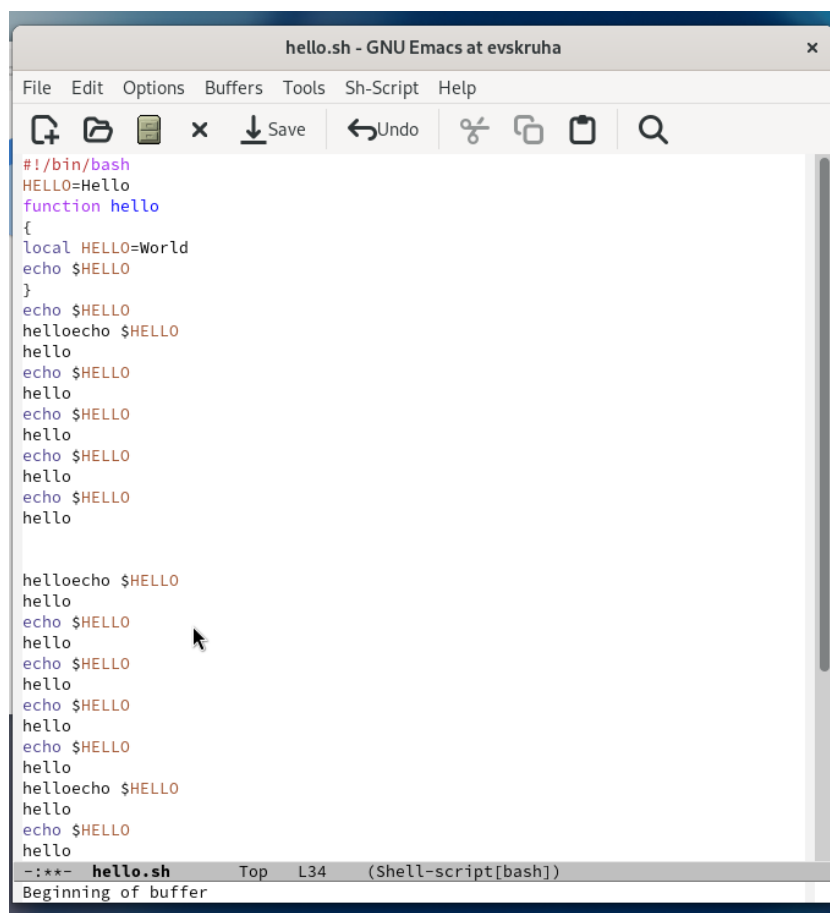 hello.sh - GNU Emacs at evskruha
File Edit Options Buffers Tools Sh-Script Help
Save Undo
#!/bin/bash
HELLO=Hello
function hello
{
local HELLO=World
echo $HELLO
}
echo $HELLO
helloecho $HELLO
hello
echo $HELLO
hello
echo $HELLO
hello
echo $HELLO
hello
echo $HELLO
hello
helloecho $HELLO
hello
echo $HELLO
hello
echo $HELLO
hello
echo $HELLO
hello
echo $HELLO
hello
helloecho $HELLO
hello
echo $HELLO
hello
-:**- hello.sh Top L34 (Shell-script[bash])
Beginning of buffer